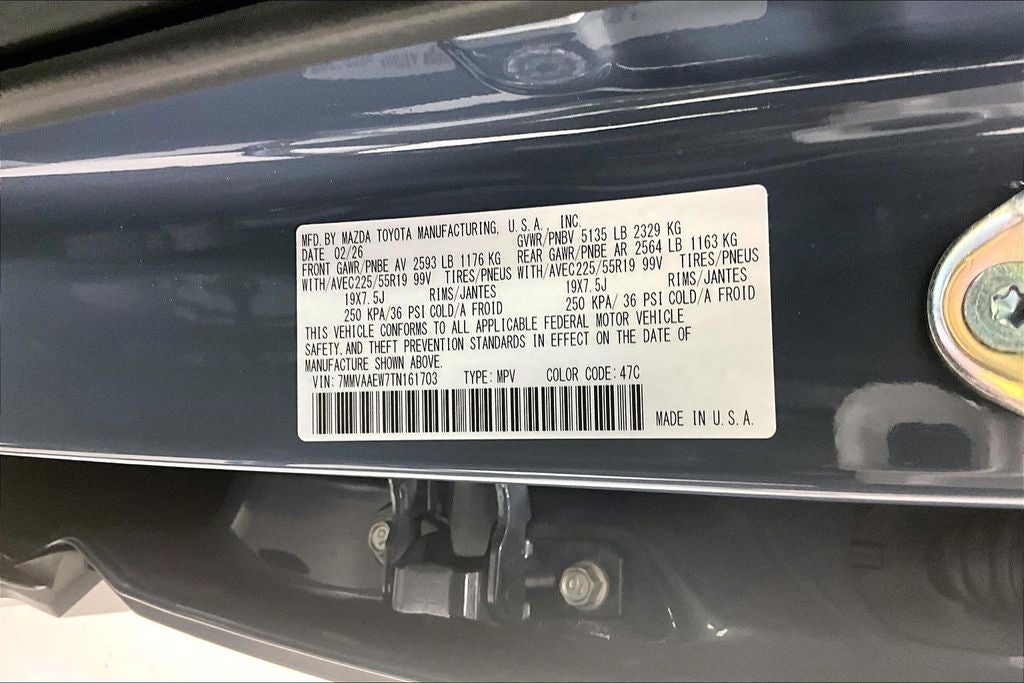 MFD. BY MAZDA TOYOTA MANUFACTURING, U.S.A. INC.
DATE 02/26 GVWR/PNBV 5135 LB 2329 KG
FRONT GAWR/PNBE AV 2593 LB 1176 KG REAR GAWR/PNBE AR 2564 LB 1163 KG
WITH/AVEC225/55R19 99V TIRES/PNEUS WITH/AVEC225/55R19 99V TIRES/PNEUS
19X7.5J RIMS/JANTES 19X7.5J RIMS/JANTES
250 KPA/36 PSI COLD/A FROID 250 KPA/36 PSI COLD/A FROID
THIS VEHICLE CONFORMS TO ALL APPLICABLE FEDERAL MOTOR VEHICLE
SAFETY, AND THEFT PREVENTION STANDARDS IN EFFECT ON THE DATE OF
MANUFACTURE SHOWN ABOVE.
VIN: 7MMVAAEW7TN161703 TYPE: MPV COLOR CODE: 47C
MADE IN U.S.A.